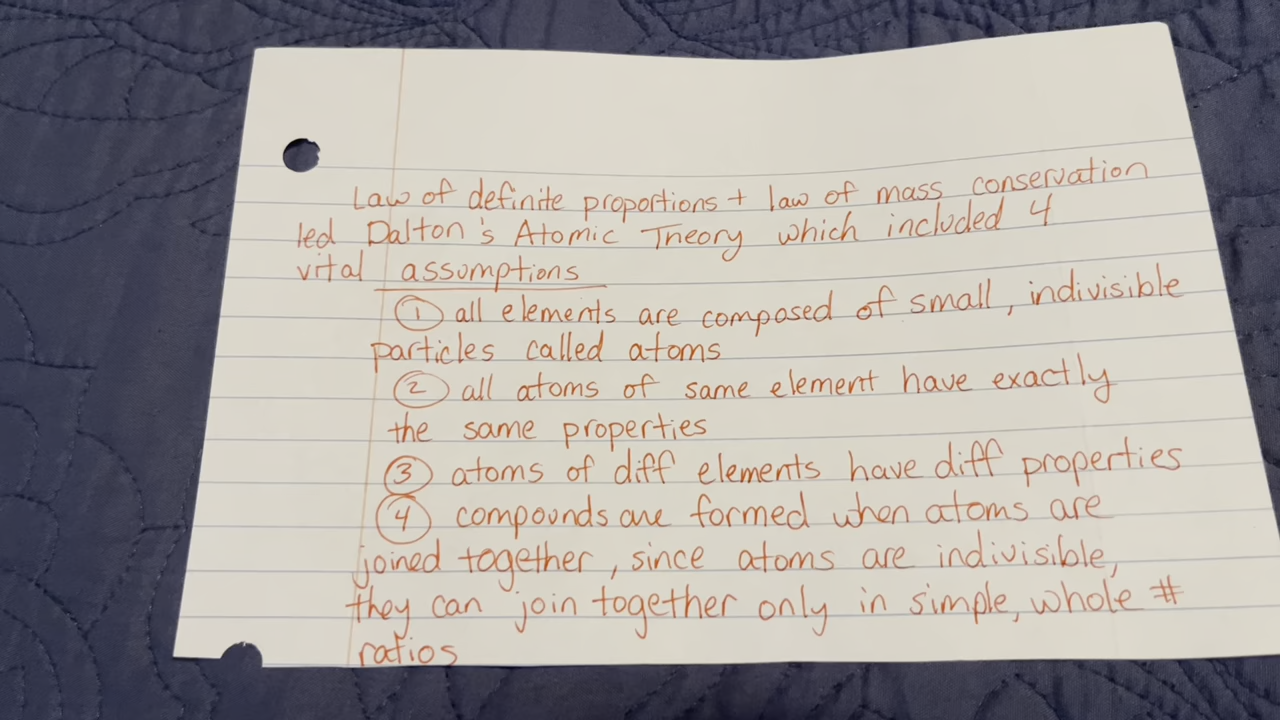 Law of definite proportions + law of mass conservation
led Dalton's Atomic Theory which included 4
vital assumptions
① all elements are composed of small, indivisible
particles called atoms
② all atoms of same element have exactly
the same properties
③ atoms of diff elements have diff properties
④ compounds are formed when atoms are
joined together, since atoms are indivisible,
they can join together only in simple, whole #
ratios